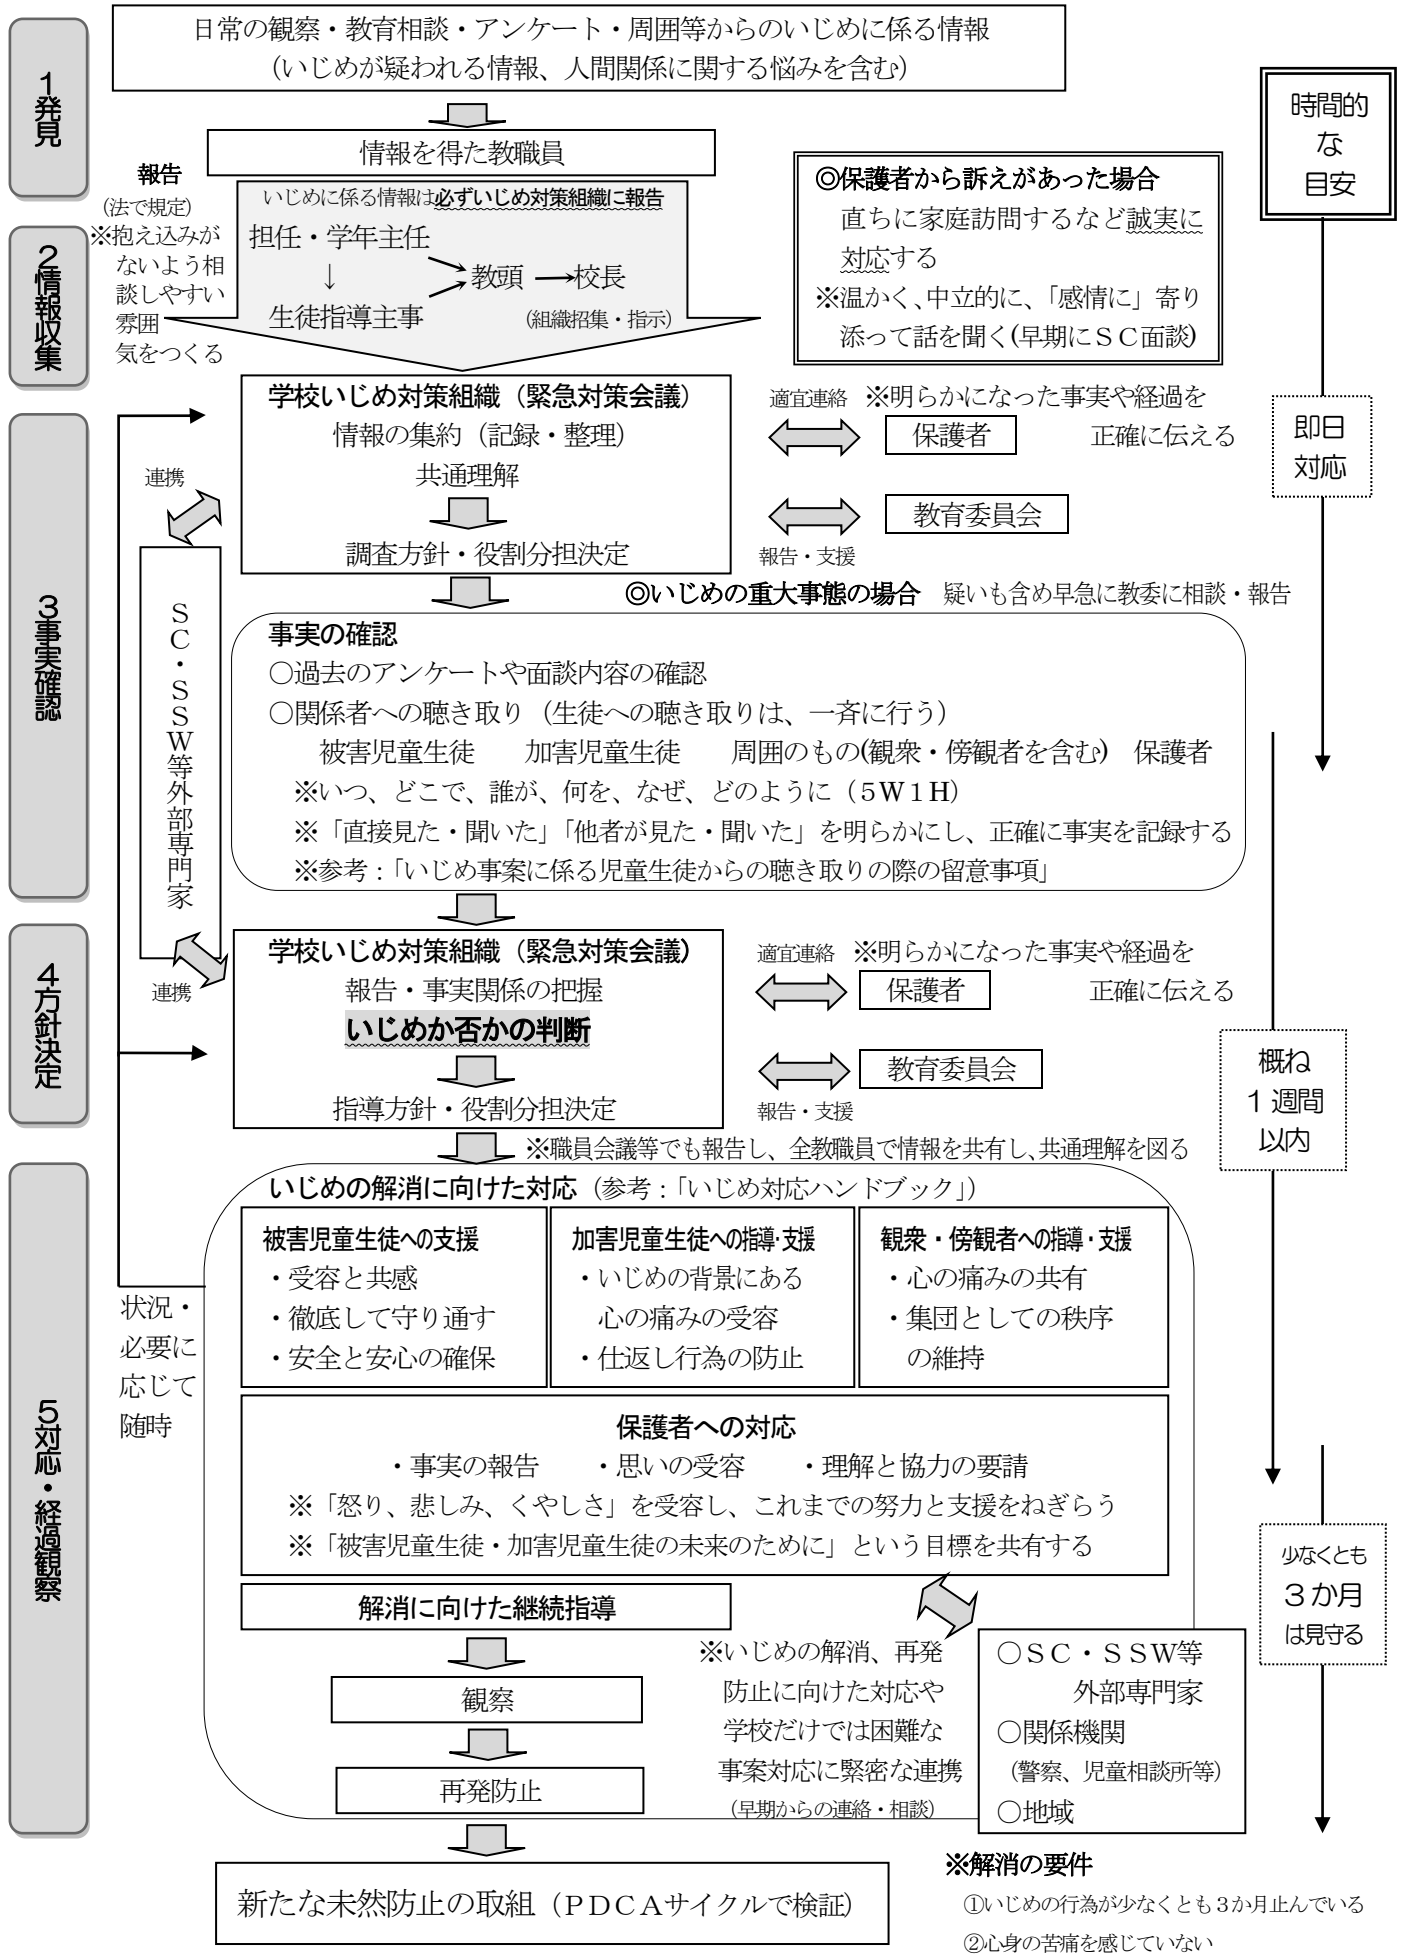 1発見
日常の観察・教育相談・アンケート・周囲等からのいじめに係る情報
（いじめが疑われる情報、人間関係に関する悩みを含む）
情報を得た教職員
時間的
な
目安
報告
（法で規定）
※抱え込みが
ないよう相
談しやすい
雰囲
気をつくる
2情報収集
いじめに係る情報は必ずいじめ対策組織に報告
担任・学年主任
↓
生徒指導主事
教頭
校長
（組織招集・指示）
◎保護者から訴えがあった場合
直ちに家庭訪問するなど誠実に
対応する
※温かく、中立的に、「感情に」寄り
添って話を聞く(早期にＳＣ面談)
3事実確認
学校いじめ対策組織（緊急対策会議）
情報の集約（記録・整理）
共通理解
調査方針・役割分担決定
適宜連絡
※明らかになった事実や経過を
正確に伝える
保護者
教育委員会
報告・支援
即日
対応
連携
ＳＣ・ＳＳＷ等外部専門家
◎いじめの重大事態の場合　疑いも含め早急に教委に相談・報告
事実の確認
○過去のアンケートや面談内容の確認
○関係者への聴き取り（生徒への聴き取りは、一斉に行う）
被害児童生徒　加害児童生徒　周囲のもの(観衆・傍観者を含む)　保護者
※いつ、どこで、誰が、何を、なぜ、どのように（５Ｗ１Ｈ）
※「直接見た・聞いた」「他者が見た・聞いた」を明らかにし、正確に事実を記録する
※参考：「いじめ事案に係る児童生徒からの聴き取りの際の留意事項」
4方針決定
連携
学校いじめ対策組織（緊急対策会議）
報告・事実関係の把握
いじめか否かの判断
指導方針・役割分担決定
適宜連絡
※明らかになった事実や経過を
正確に伝える
保護者
教育委員会
報告・支援
概ね
1週間
以内
※職員会議等でも報告し、全教職員で情報を共有し、共通理解を図る
5対応・経過観察
いじめの解消に向けた対応（参考：「いじめ対応ハンドブック」）
被害児童生徒への支援
・受容と共感
・徹底して守り通す
・安全と安心の確保
加害児童生徒への指導・支援
・いじめの背景にある
心の痛みの受容
・仕返し行為の防止
観衆・傍観者への指導・支援
・心の痛みの共有
・集団としての秩序
の維持
状況・
必要に
応じて
随時
保護者への対応
・事実の報告　・思いの受容　・理解と協力の要請
※「怒り、悲しみ、くやしさ」を受容し、これまでの努力と支援をねぎらう
※「被害児童生徒・加害児童生徒の未来のために」という目標を共有する
少なくとも
３か月
は見守る
解消に向けた継続指導
観察
再発防止
※いじめの解消、再発
防止に向けた対応や
学校だけでは困難な
事案対応に緊密な連携
（早期からの連絡・相談）
○ＳＣ・ＳＳＷ等
外部専門家
○関係機関
（警察、児童相談所等）
○地域
新たな未然防止の取組（ＰＤＣＡサイクルで検証）
※解消の要件
①いじめの行為が少なくとも３か月止んでいる
②心身の苦痛を感じていない